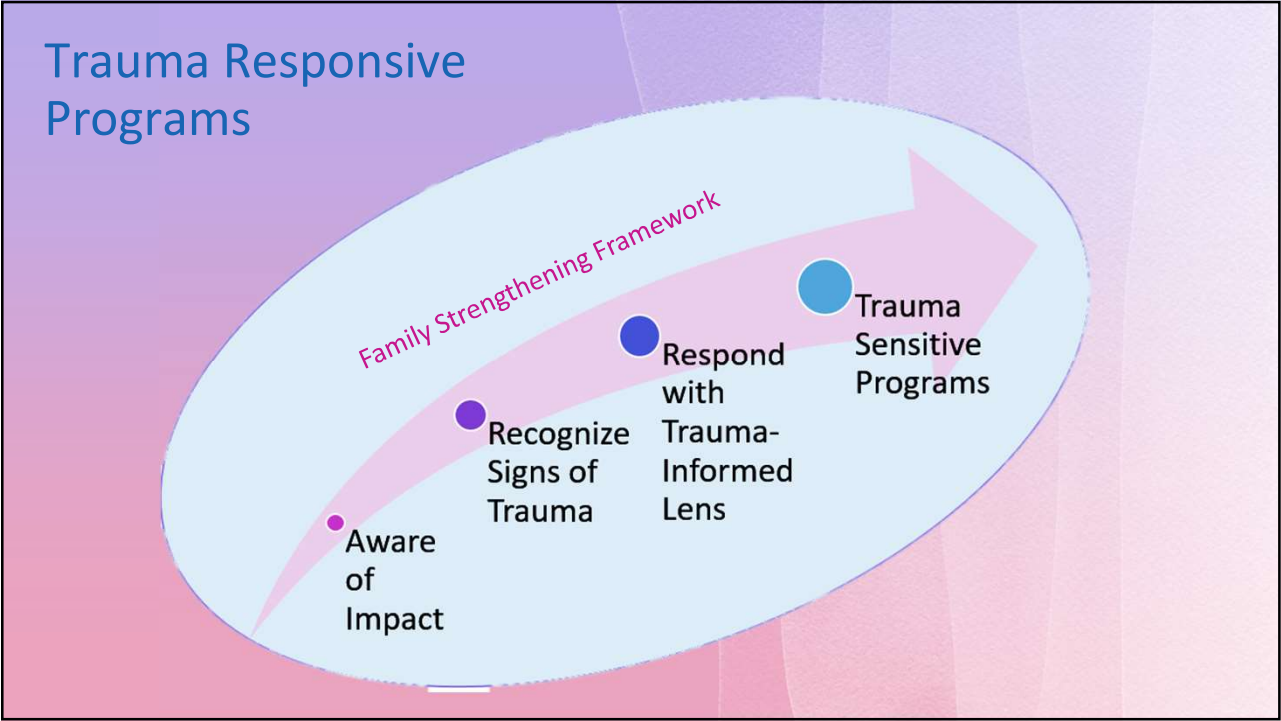 Trauma Responsive
Programs
Family Strengthening Framework
Aware
of
Impact
Recognize
Signs of
Trauma
Respond
with
Trauma-
Informed
Lens
Trauma
Sensitive
Programs